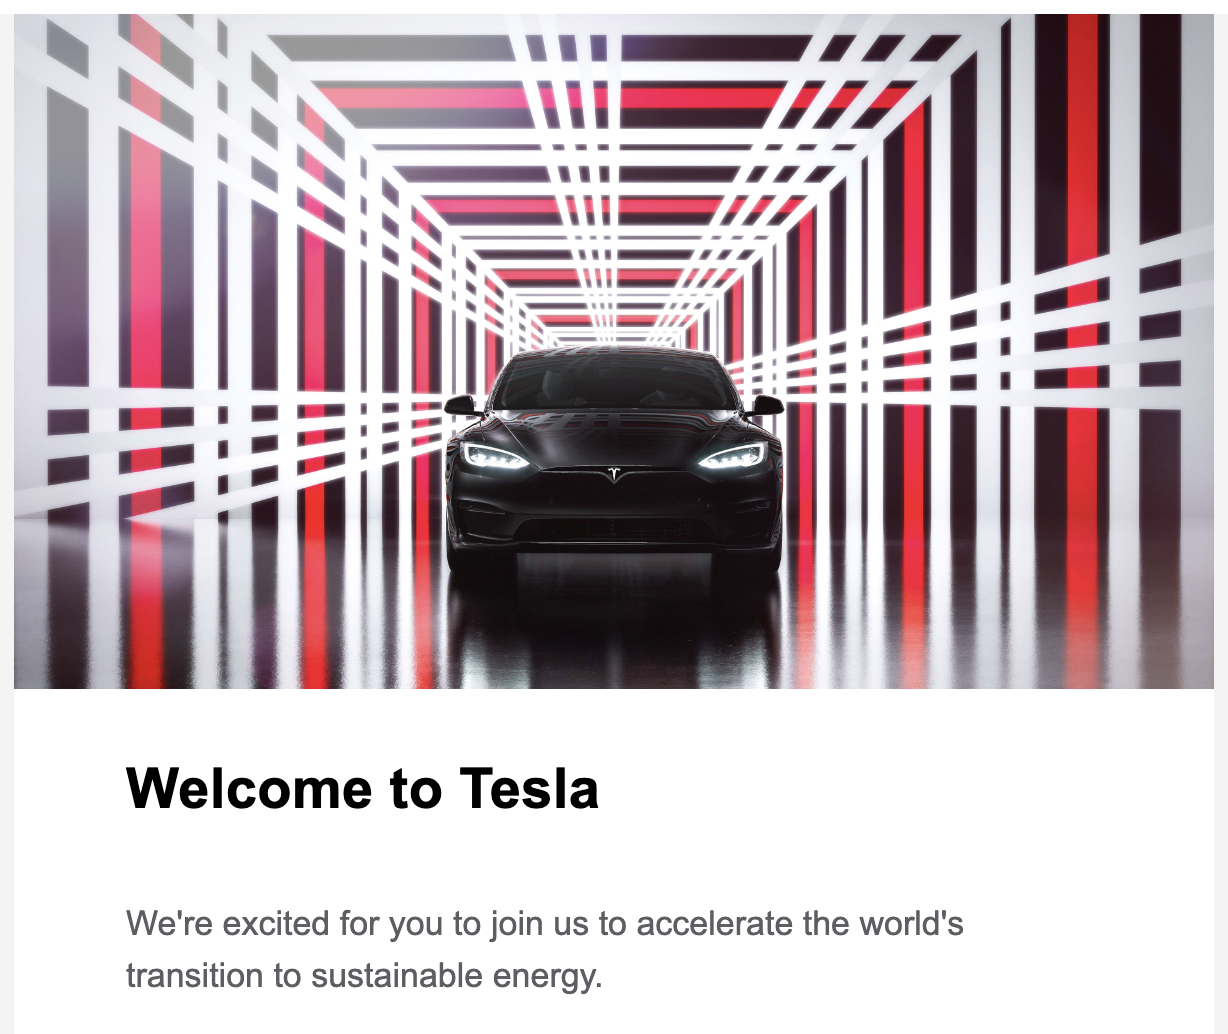 Welcome to Tesla
We're excited for you to join us to accelerate the world's
transition to sustainable energy.